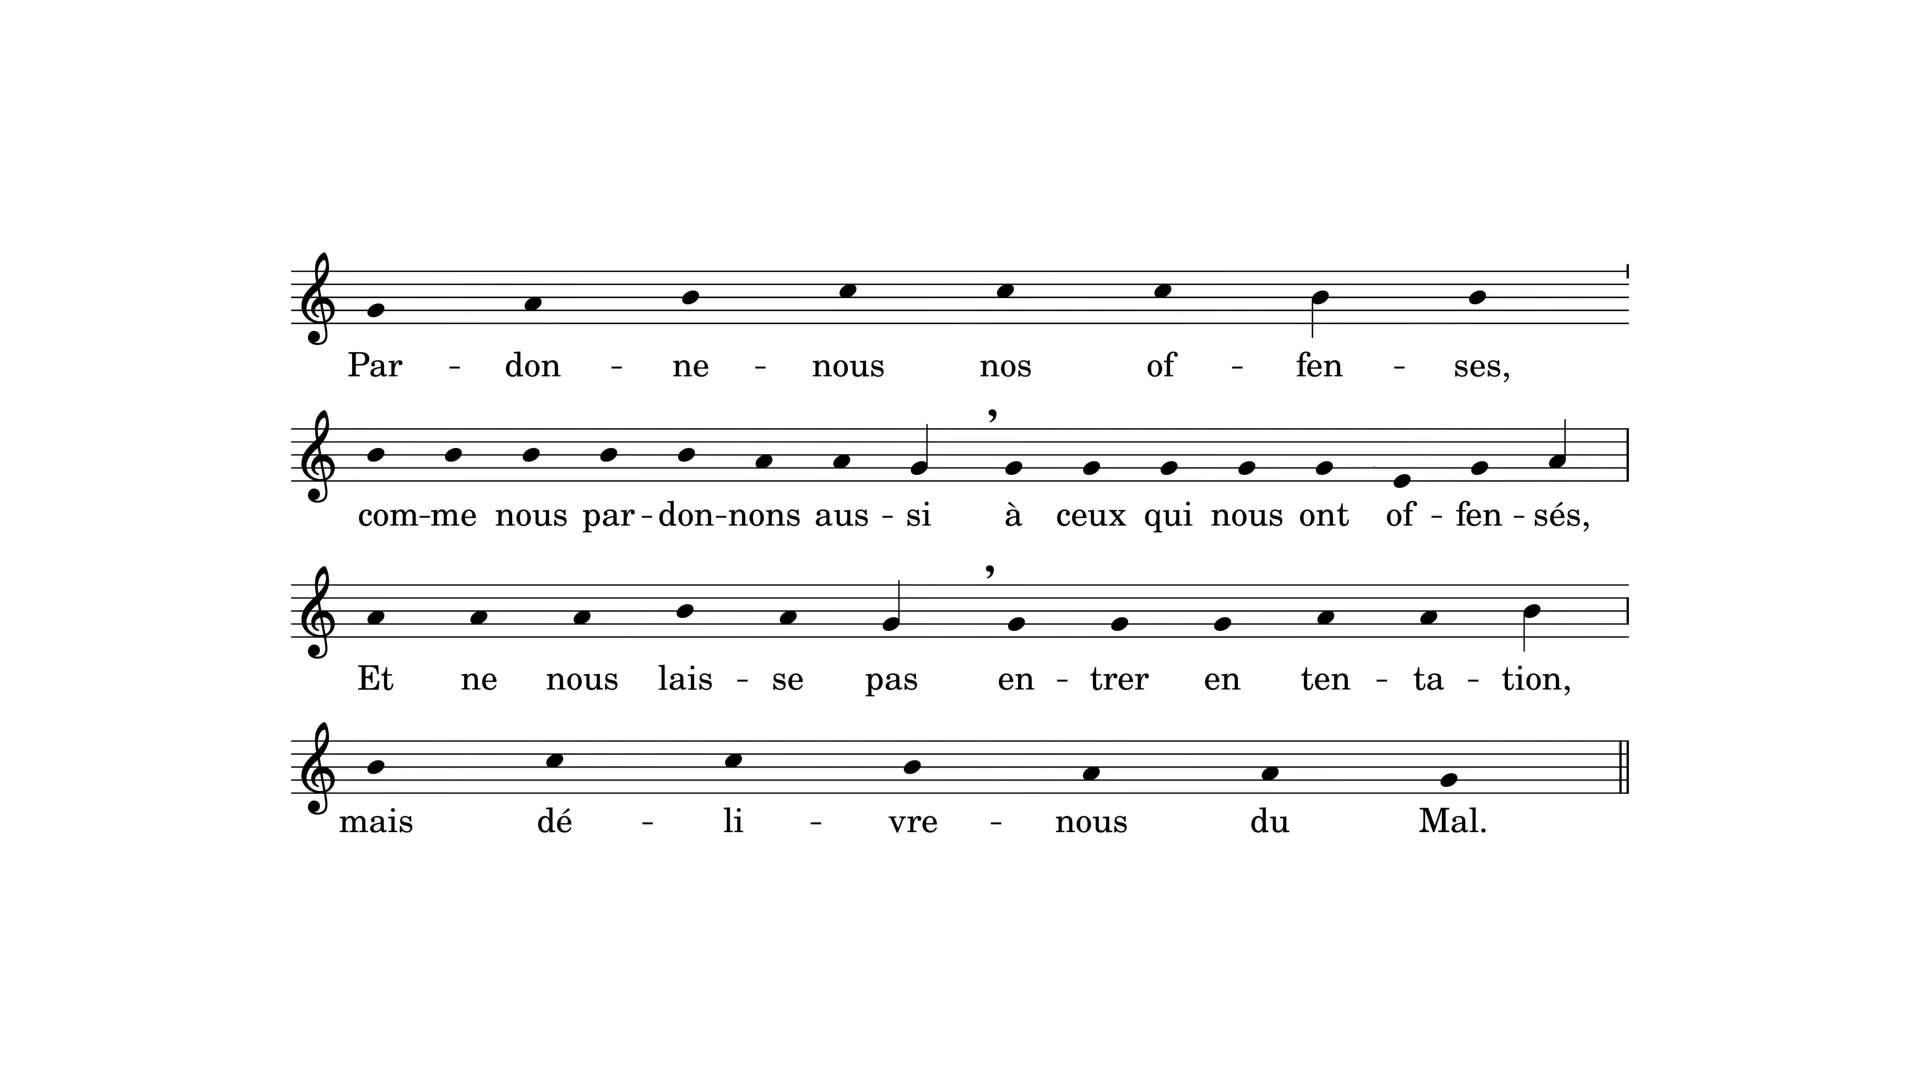 Par - don - ne - nous nos of - fen - ses,
com-me nous par-don-nons aus - si à ceux qui nous ont of - fen - sés,
Et ne nous lais - se pas en - trer en ten - ta - tion,
mais dé - li - vre - nous du Mal.